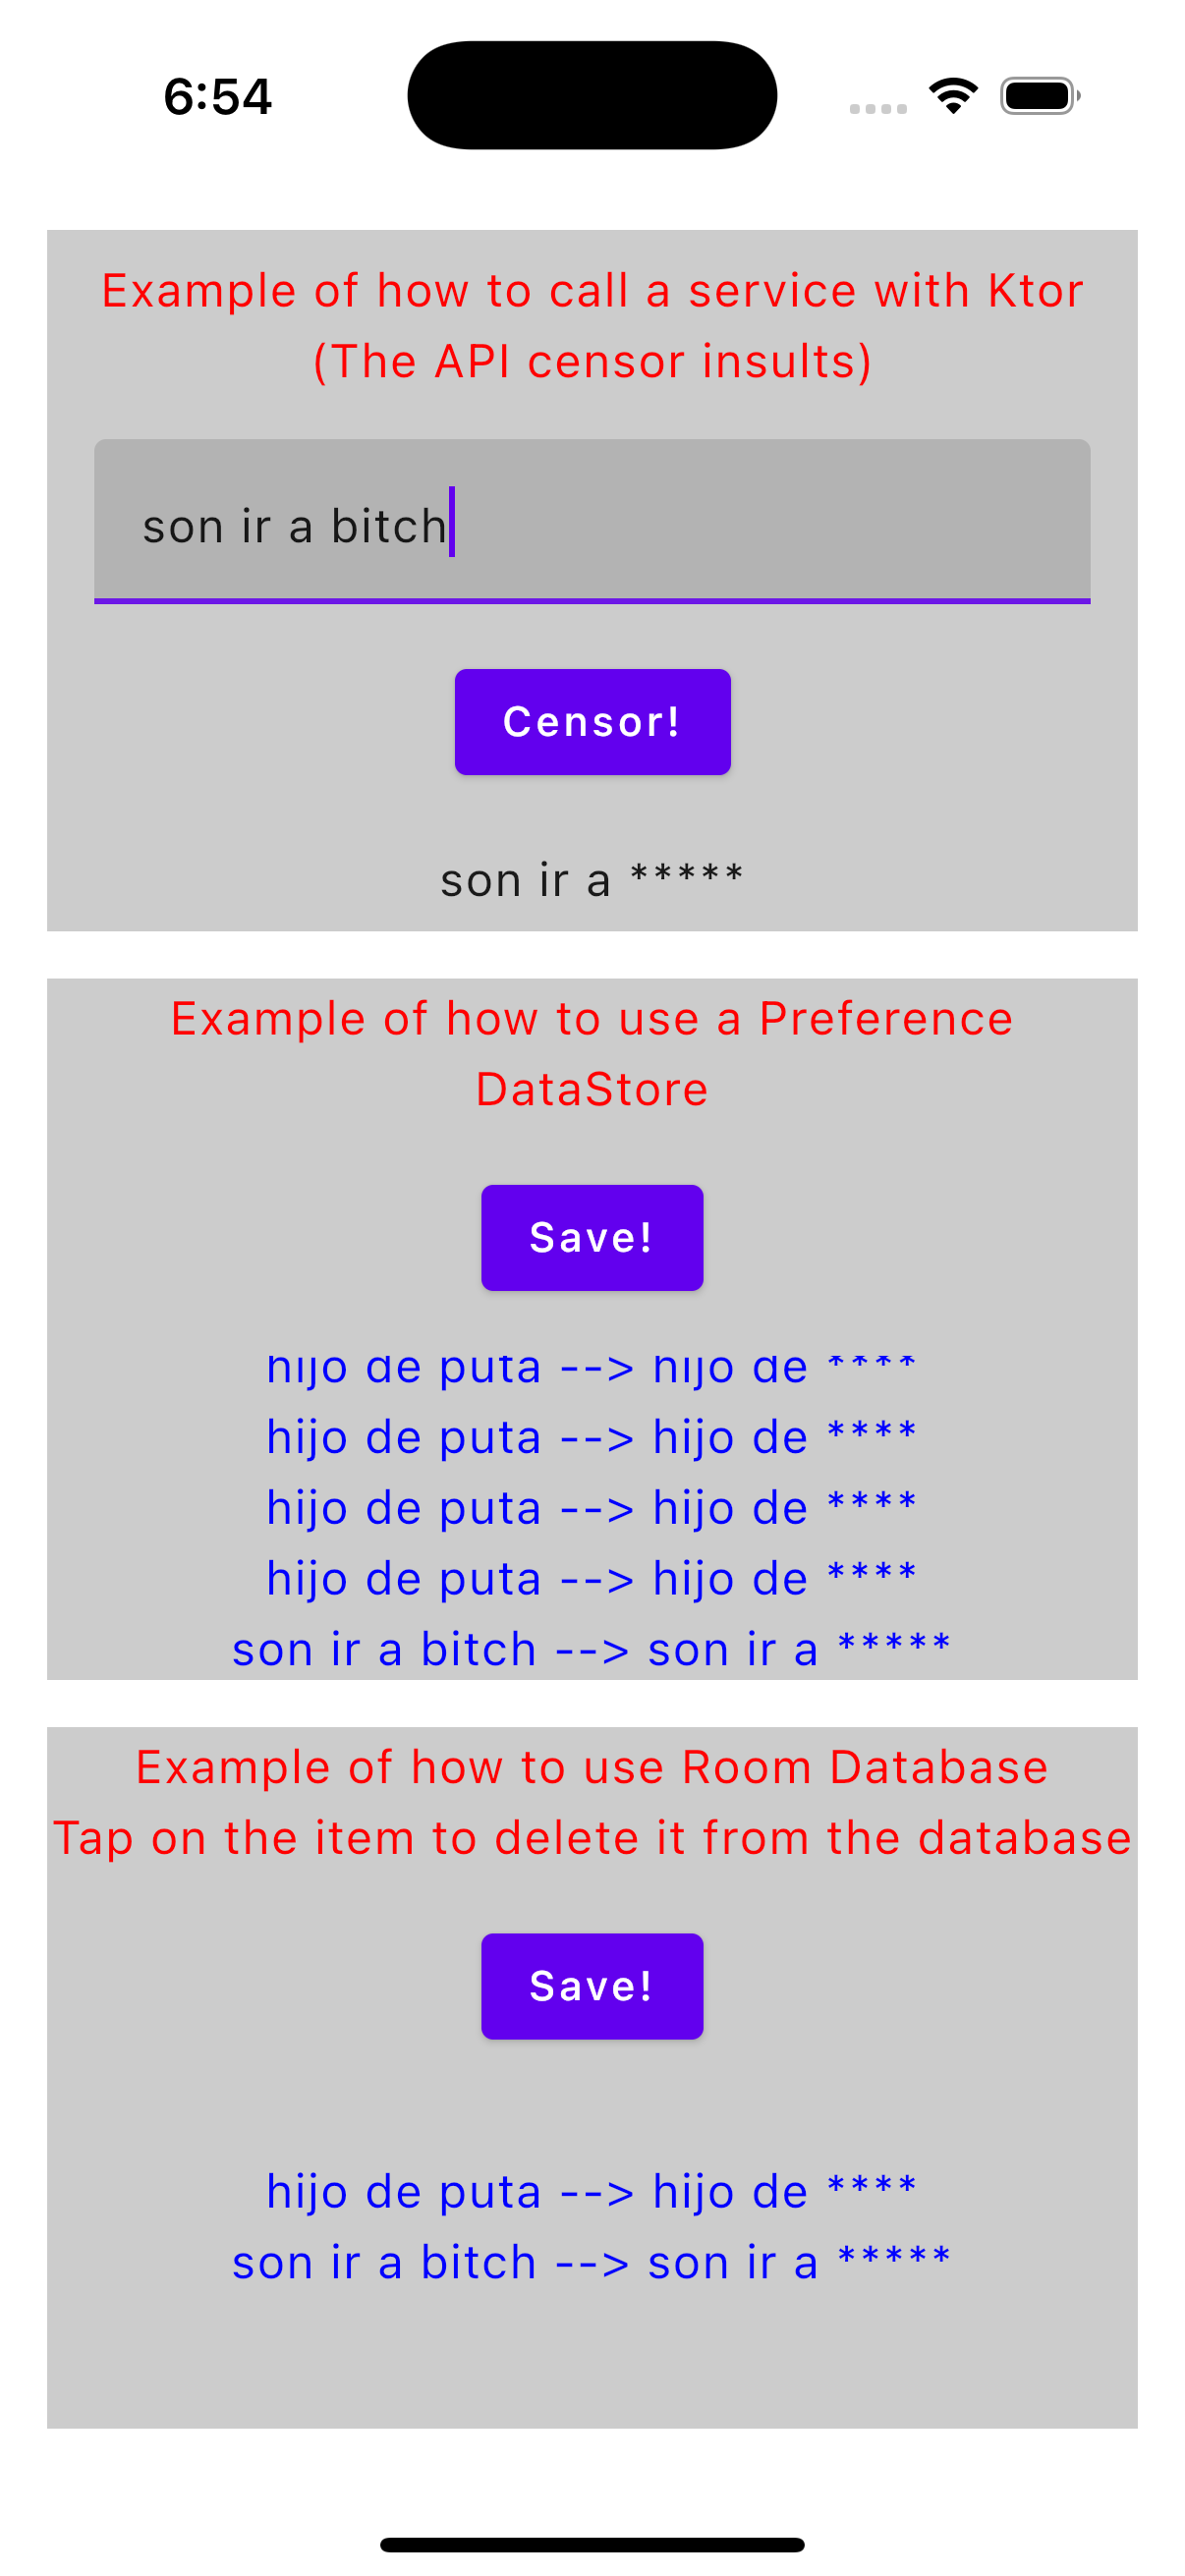 6:54
Example of how to call a service with Ktor
(The API censor insults)
son ir a bitch
Censor!
son ir a *****
Example of how to use a Preference
DataStore
Save!
hijo de puta --> hijo de ****
hijo de puta --> hijo de ****
hijo de puta --> hijo de ****
hijo de puta --> hijo de ****
son ir a bitch --> son ir a *****
Example of how to use Room Database
Tap on the item to delete it from the database
Save!
hijo de puta --> hijo de ****
son ir a bitch --> son ir a *****